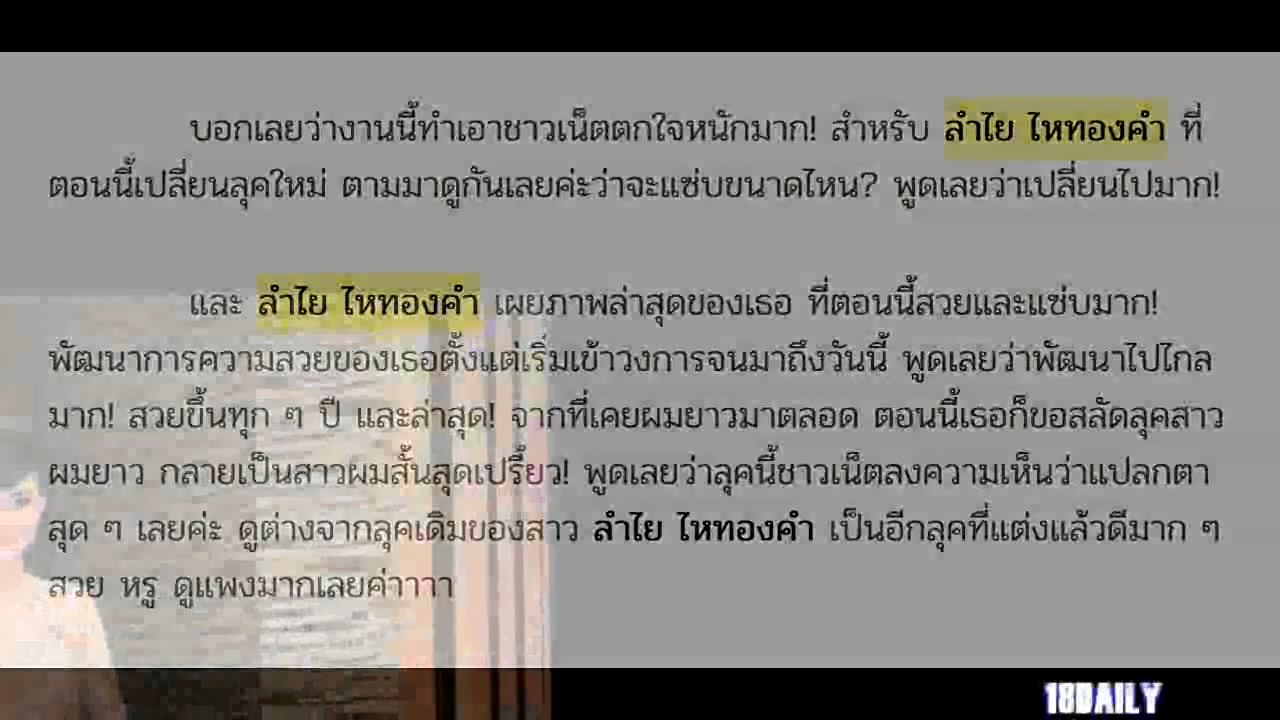 บอกเลยว่างานนี้ทำเอาชาวเน็ตตกใจหนักมาก! สำหรับ ลำไย ไหทองคำ ที่
ตอนนี้เปลี่ยนลุคใหม่ ตามมาดูกันเลยค่ะว่าจะแซ่บขนาดไหน? พูดเลยว่าเปลี่ยนไปมาก!
และ ลำไย ไหทองคำ เผยภาพล่าสุดของเธอ ที่ตอนนี้สวยและแซ่บมาก!
พัฒนาการความสวยของเธอตั้งแต่เริ่มเข้าวงการจนมาถึงวันนี้ พูดเลยว่าพัฒนาไปไกล
มาก! สวยขึ้นทุก ๆ ปี และล่าสุด! จากที่เคยผมยาวมาตลอด ตอนนี้เธอก็ขอสลัดลุคสาว
ผมยาว กลายเป็นสาวผมสั้นสุดเปรี้ยว! พูดเลยว่าลุคนี้ชาวเน็ตลงความเห็นว่าแปลกตา
สุด ๆ เลยค่ะ ดูต่างจากลุคเดิมของสาว ลำไย ไหทองคำ เป็นอีกลุคที่แต่งแล้วดีมาก ๆ
สวย หรู ดูแพงมากเลยค่าาาา
18DAILY